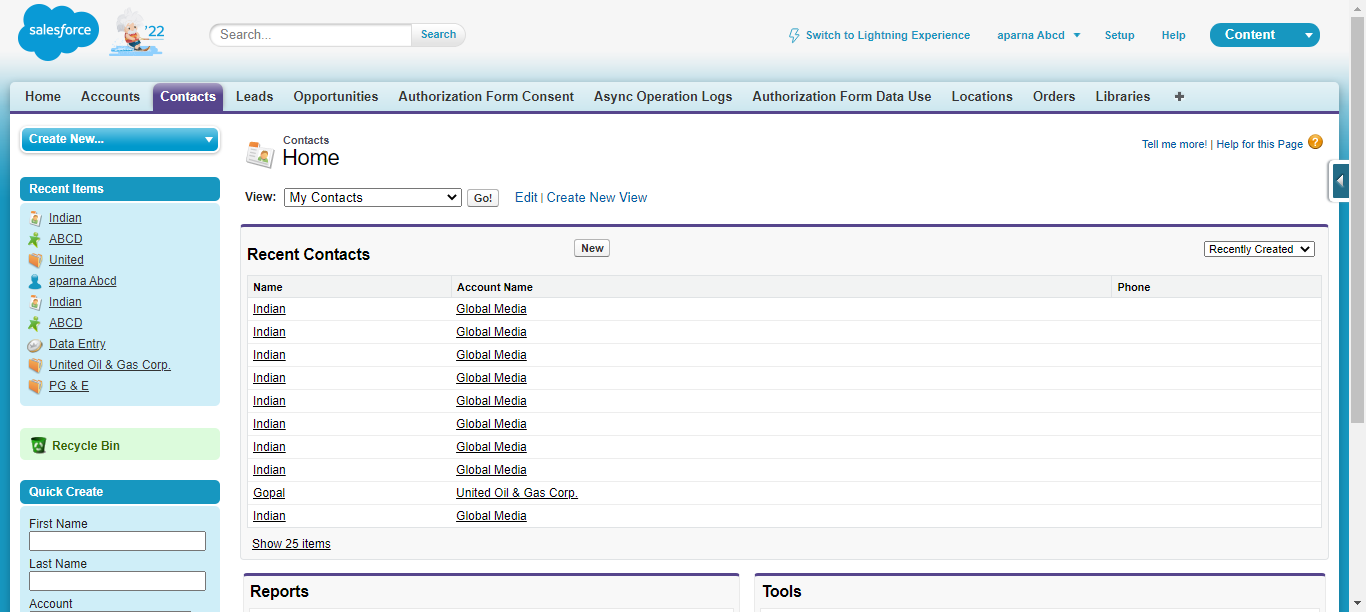 salesforce
'22
Search...
Search
Switch to Lightning Experience
aparna Abcd
Setup
Help
Content
Home
Accounts
Contacts
Leads
Opportunities
Authorization Form Consent
Async Operation Logs
Authorization Form Data Use
Locations
Orders
Libraries
+
Create New...
Recent Items
Indian
ABCD
United
aparna Abcd
Indian
ABCD
Data Entry
United Oil & Gas Corp.
PG & E
Recycle Bin
Quick Create
First Name
Last Name
Account
Contacts
Home
Tell me more! | Help for this Page ?
View: My Contacts Go! Edit | Create New View
Recent Contacts New Recently Created
Name Account Name Phone
Indian Global Media
Indian Global Media
Indian Global Media
Indian Global Media
Indian Global Media
Indian Global Media
Indian Global Media
Indian Global Media
Gopal United Oil & Gas Corp.
Indian Global Media
Show 25 items
Reports
Tools